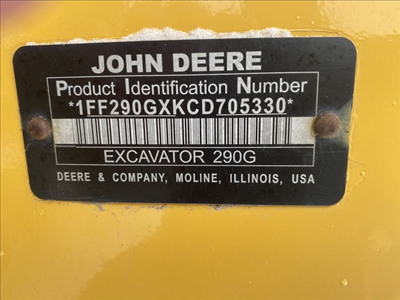 JOHN DEERE
Product Identification Number
*1FF290GXKCD705330*
EXCAVATOR 290G
DEERE & COMPANY, MOLINE, ILLINOIS, USA